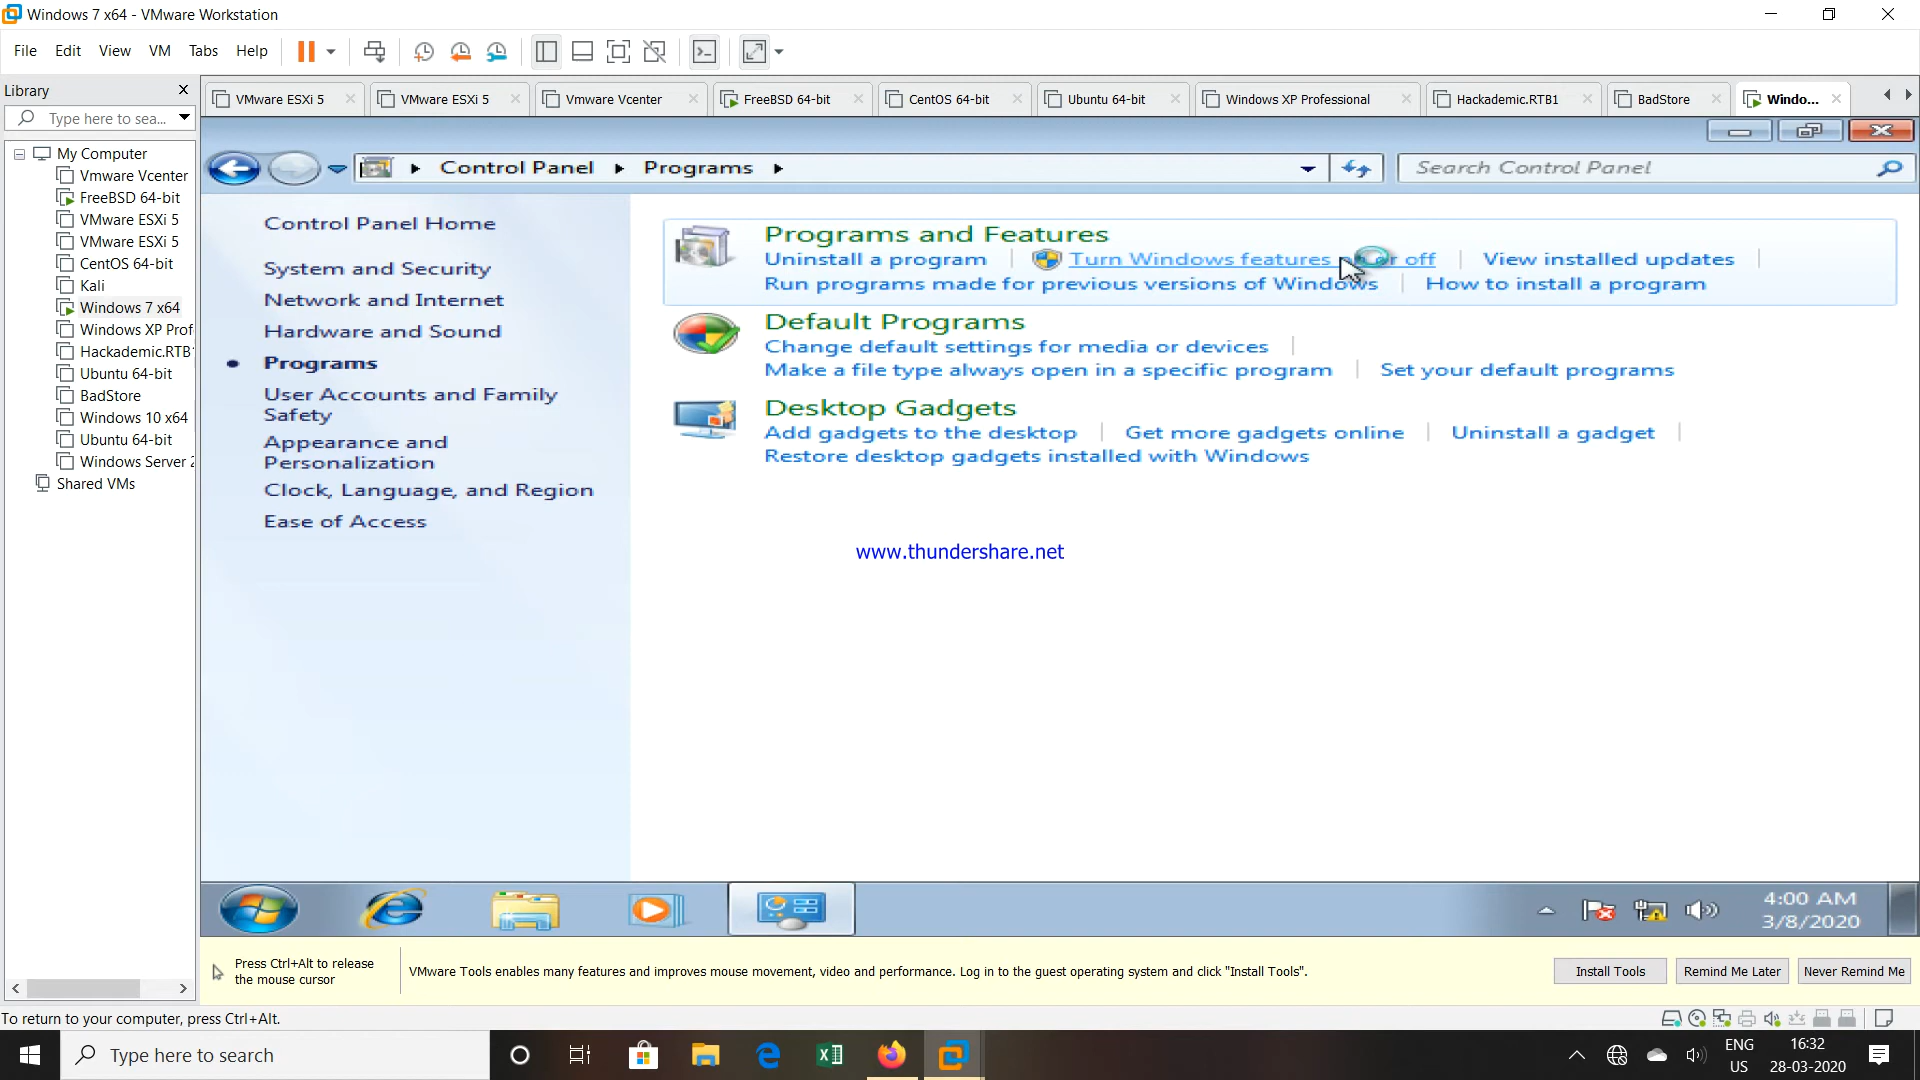 Windows 7 x64 - VMware Workstation
File Edit View VM Tabs Help
Library
Type here to sea...
My Computer
Vmware Vcenter
FreeBSD 64-bit
VMware ESXi 5
VMware ESXi 5
CentOS 64-bit
Kali
Windows 7 x64
Windows XP Prof
Hackademic.RTB1
Ubuntu 64-bit
BadStore
Windows 10 x64
Ubuntu 64-bit
Windows Server 2
Shared VMs
VMware ESXi 5 VMware ESXi 5 Vmware Vcenter FreeBSD 64-bit CentOS 64-bit Ubuntu 64-bit Windows XP Professional Hackademic.RTB1 BadStore Windo...
Control Panel Programs
Search Control Panel
Control Panel Home
System and Security
Network and Internet
Hardware and Sound
Programs
User Accounts and Family
Safety
Appearance and
Personalization
Clock, Language, and Region
Ease of Access
Programs and Features
Uninstall a program Turn Windows features or off View installed updates
Run programs made for previous versions of Windows How to install a program
Default Programs
Change default settings for media or devices
Make a file type always open in a specific program Set your default programs
Desktop Gadgets
Add gadgets to the desktop Get more gadgets online Uninstall a gadget
Restore desktop gadgets installed with Windows
www.thundershare.net
4:00 AM
3/8/2020
Press Ctrl+Alt to release
the mouse cursor
VMware Tools enables many features and improves mouse movement, video and performance. Log in to the guest operating system and click "Install Tools".
Install Tools Remind Me Later Never Remind Me
To return to your computer, press Ctrl+Alt.
Type here to search
ENG
US
16:32
28-03-2020